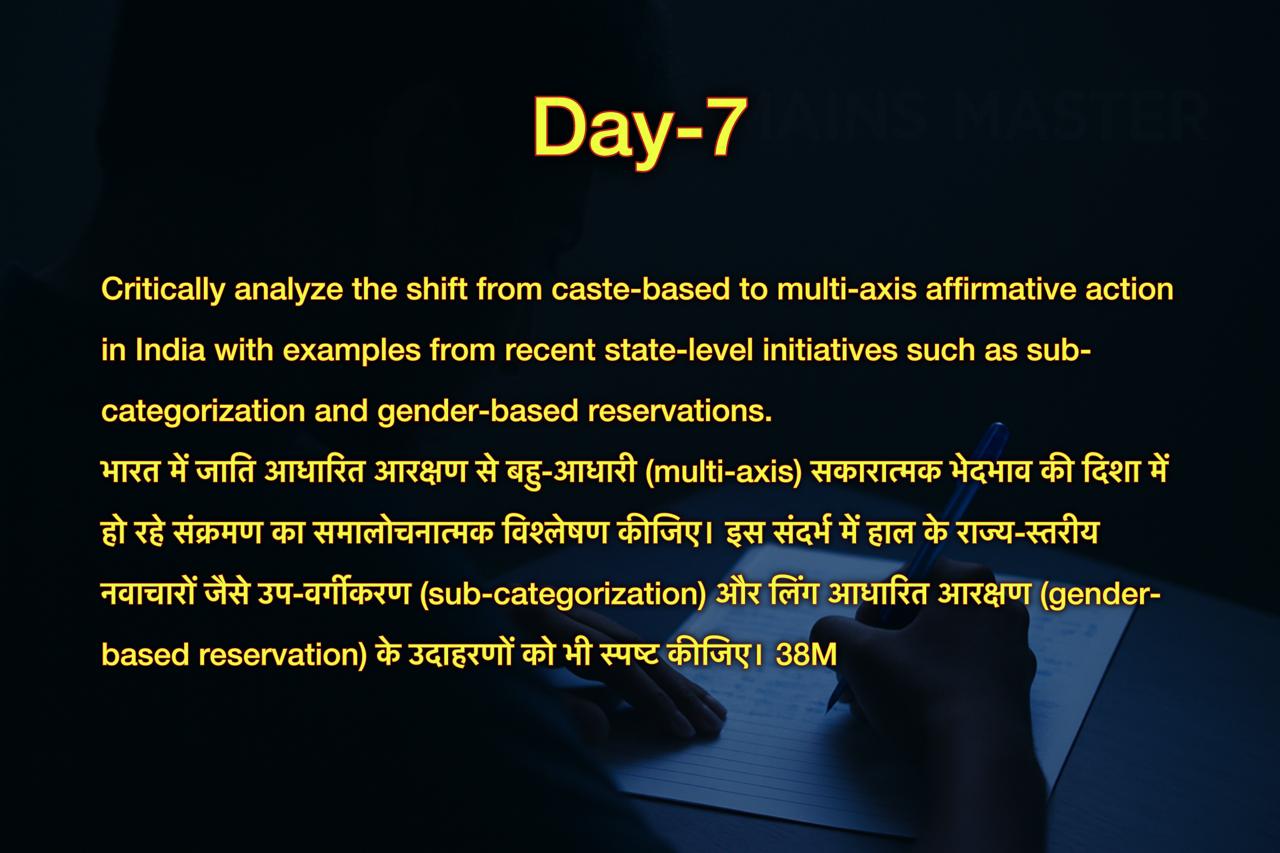 MAINS MASTER
Day-7
Critically analyze the shift from caste-based to multi-axis affirmative action
in India with examples from recent state-level initiatives such as sub-
categorization and gender-based reservations.
भारत में जाति आधारित आरक्षण से बहु-आधारी (multi-axis) सकारात्मक भेदभाव की दिशा में
हो रहे संक्रमण का समालोचनात्मक विश्लेषण कीजिए। इस संदर्भ में हाल के राज्य-स्तरीय
नवाचारों जैसे उप-वर्गीकरण (sub-categorization) और लिंग आधारित आरक्षण (gender-
based reservation) के उदाहरणों को भी स्पष्ट कीजिए। 38M